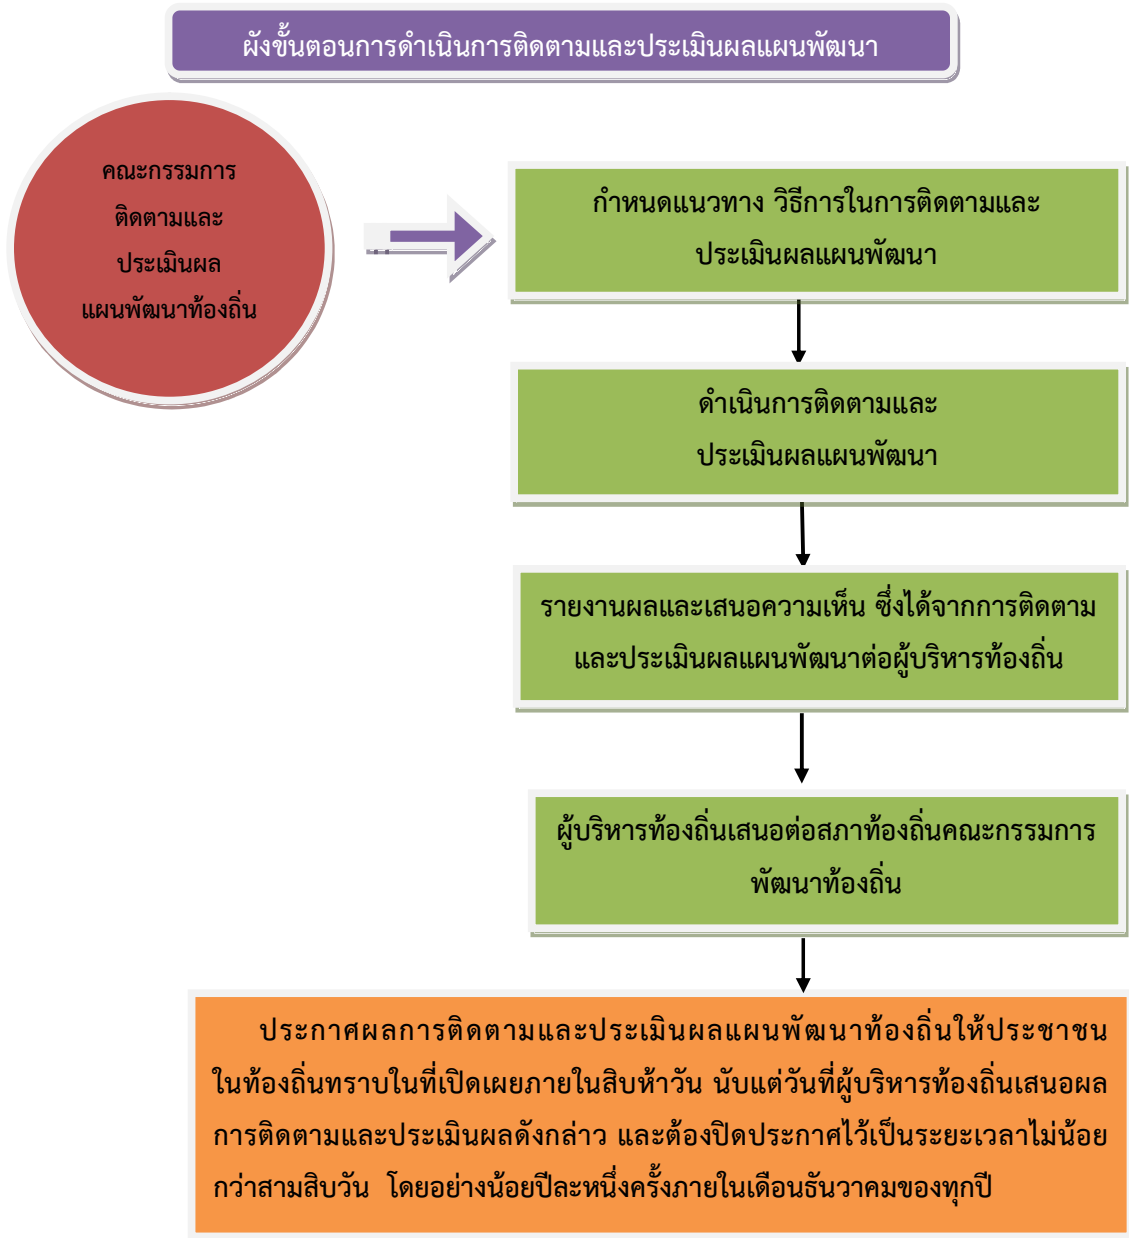 ผังขั้นตอนการดำเนินการติดตามและประเมินผลแผนพัฒนา
คณะกรรมการ
ติดตามและ
ประเมินผล
แผนพัฒนาท้องถิ่น
กำหนดแนวทาง วิธีการในการติดตามและ
ประเมินผลแผนพัฒนา
ดำเนินการติดตามและ
ประเมินผลแผนพัฒนา
รายงานผลและเสนอความเห็น ซึ่งได้จากการติดตาม
และประเมินผลแผนพัฒนาต่อผู้บริหารท้องถิ่น
ผู้บริหารท้องถิ่นเสนอต่อสภาท้องถิ่นคณะกรรมการ
พัฒนาท้องถิ่น
ประกาศผลการติดตามและประเมินผลแผนพัฒนาท้องถิ่นให้ประชาชน
ในท้องถิ่นทราบในที่เปิดเผยภายในสิบห้าวัน นับแต่วันที่ผู้บริหารท้องถิ่นเสนอผล
การติดตามและประเมินผลดังกล่าว และต้องปิดประกาศไว้เป็นระยะเวลาไม่น้อย
กว่าสามสิบวัน โดยอย่างน้อยปีละหนึ่งครั้งภายในเดือนธันวาคมของทุกปี